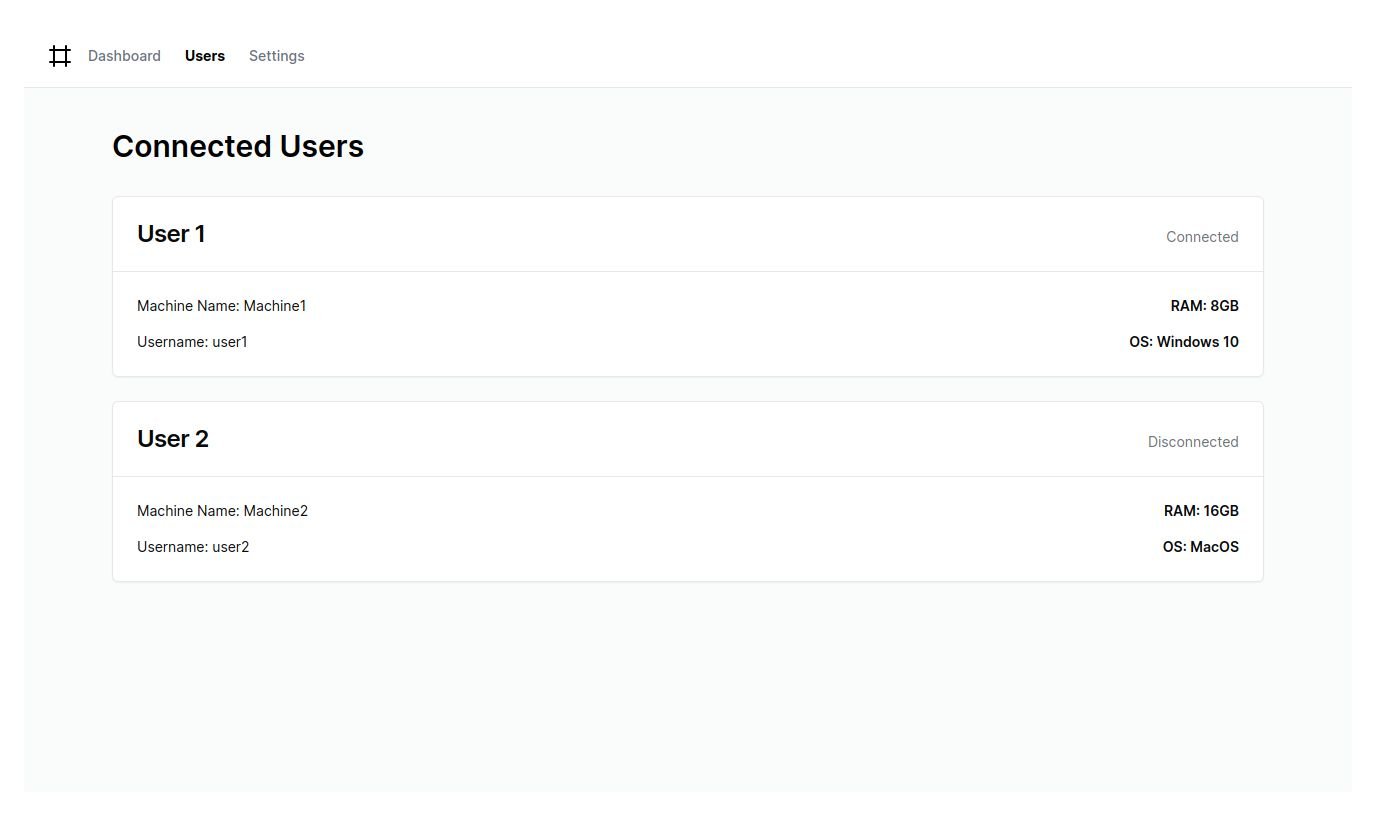 Dashboard Users Settings
Connected Users
User 1 Connected
Machine Name: Machine1 RAM: 8GB
Username: user1 OS: Windows 10
User 2 Disconnected
Machine Name: Machine2 RAM: 16GB
Username: user2 OS: MacOS